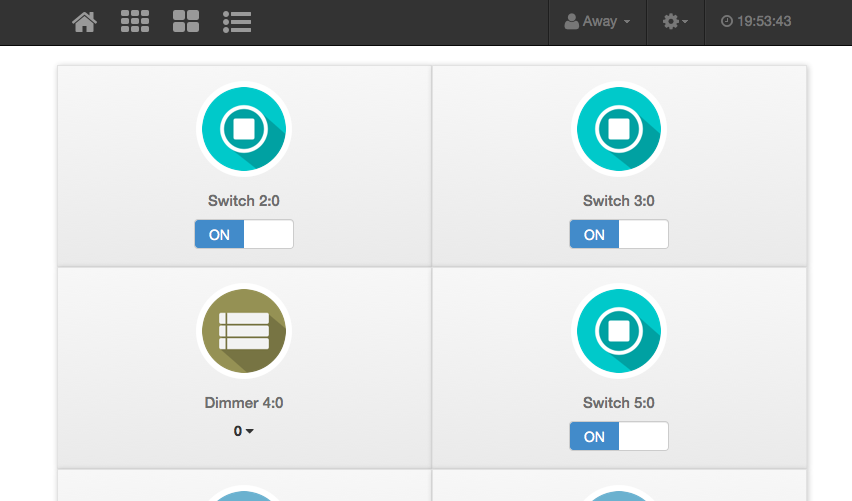 Away
19:53:43
Switch 2:0
ON
Switch 3:0
ON
Dimmer 4:0
0
Switch 5:0
ON